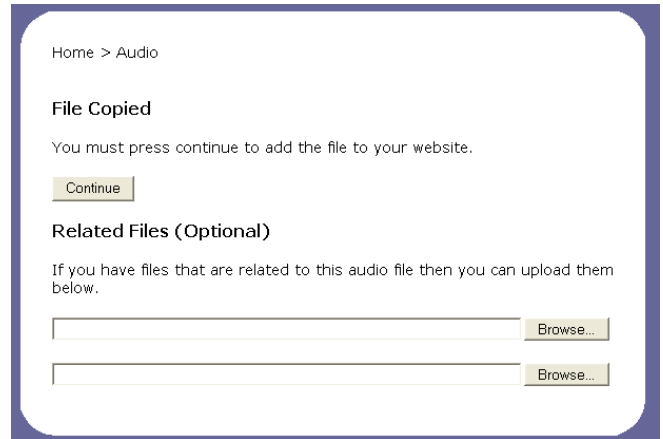 Home > Audio
File Copied
You must press continue to add the file to your website.
Continue
Related Files (Optional)
If you have files that are related to this audio file then you can upload them
below.
Browse...
Browse...